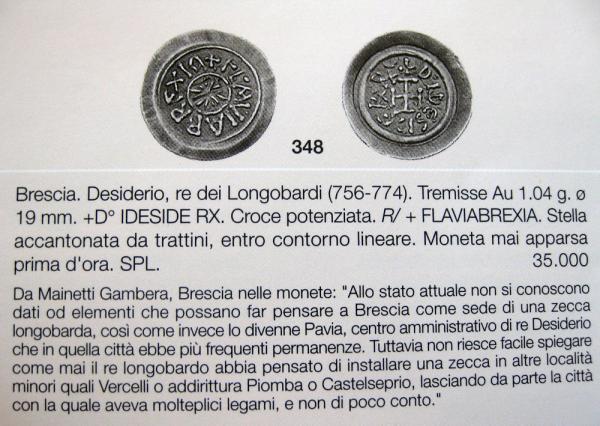 348
Brescia. Desiderio, re dei Longobardi (756-774). Tremisse Au 1.04 g. ø
19 mm. +D° IDESIDE RX. Croce potenziata. R/ + FLAVIABREXIA. Stella
accantonata da trattini, entro contorno lineare. Moneta mai apparsa
prima d'ora. SPL. 35.000
Da Mainetti Gambera, Brescia nelle monete: "Allo stato attuale non si conoscono
dati od elementi che possano far pensare a Brescia come sede di una zecca
longobarda, così come invece lo divenne Pavia, centro amministrativo di re Desiderio
che in quella città ebbe più frequenti permanenze. Tuttavia non riesce facile spiegare
come mai il re longobardo abbia pensato di installare una zecca in altre località
minori quali Vercelli o addirittura Piomba o Castelseprio, lasciando da parte la città
con la quale aveva molteplici legami, e non di poco conto."